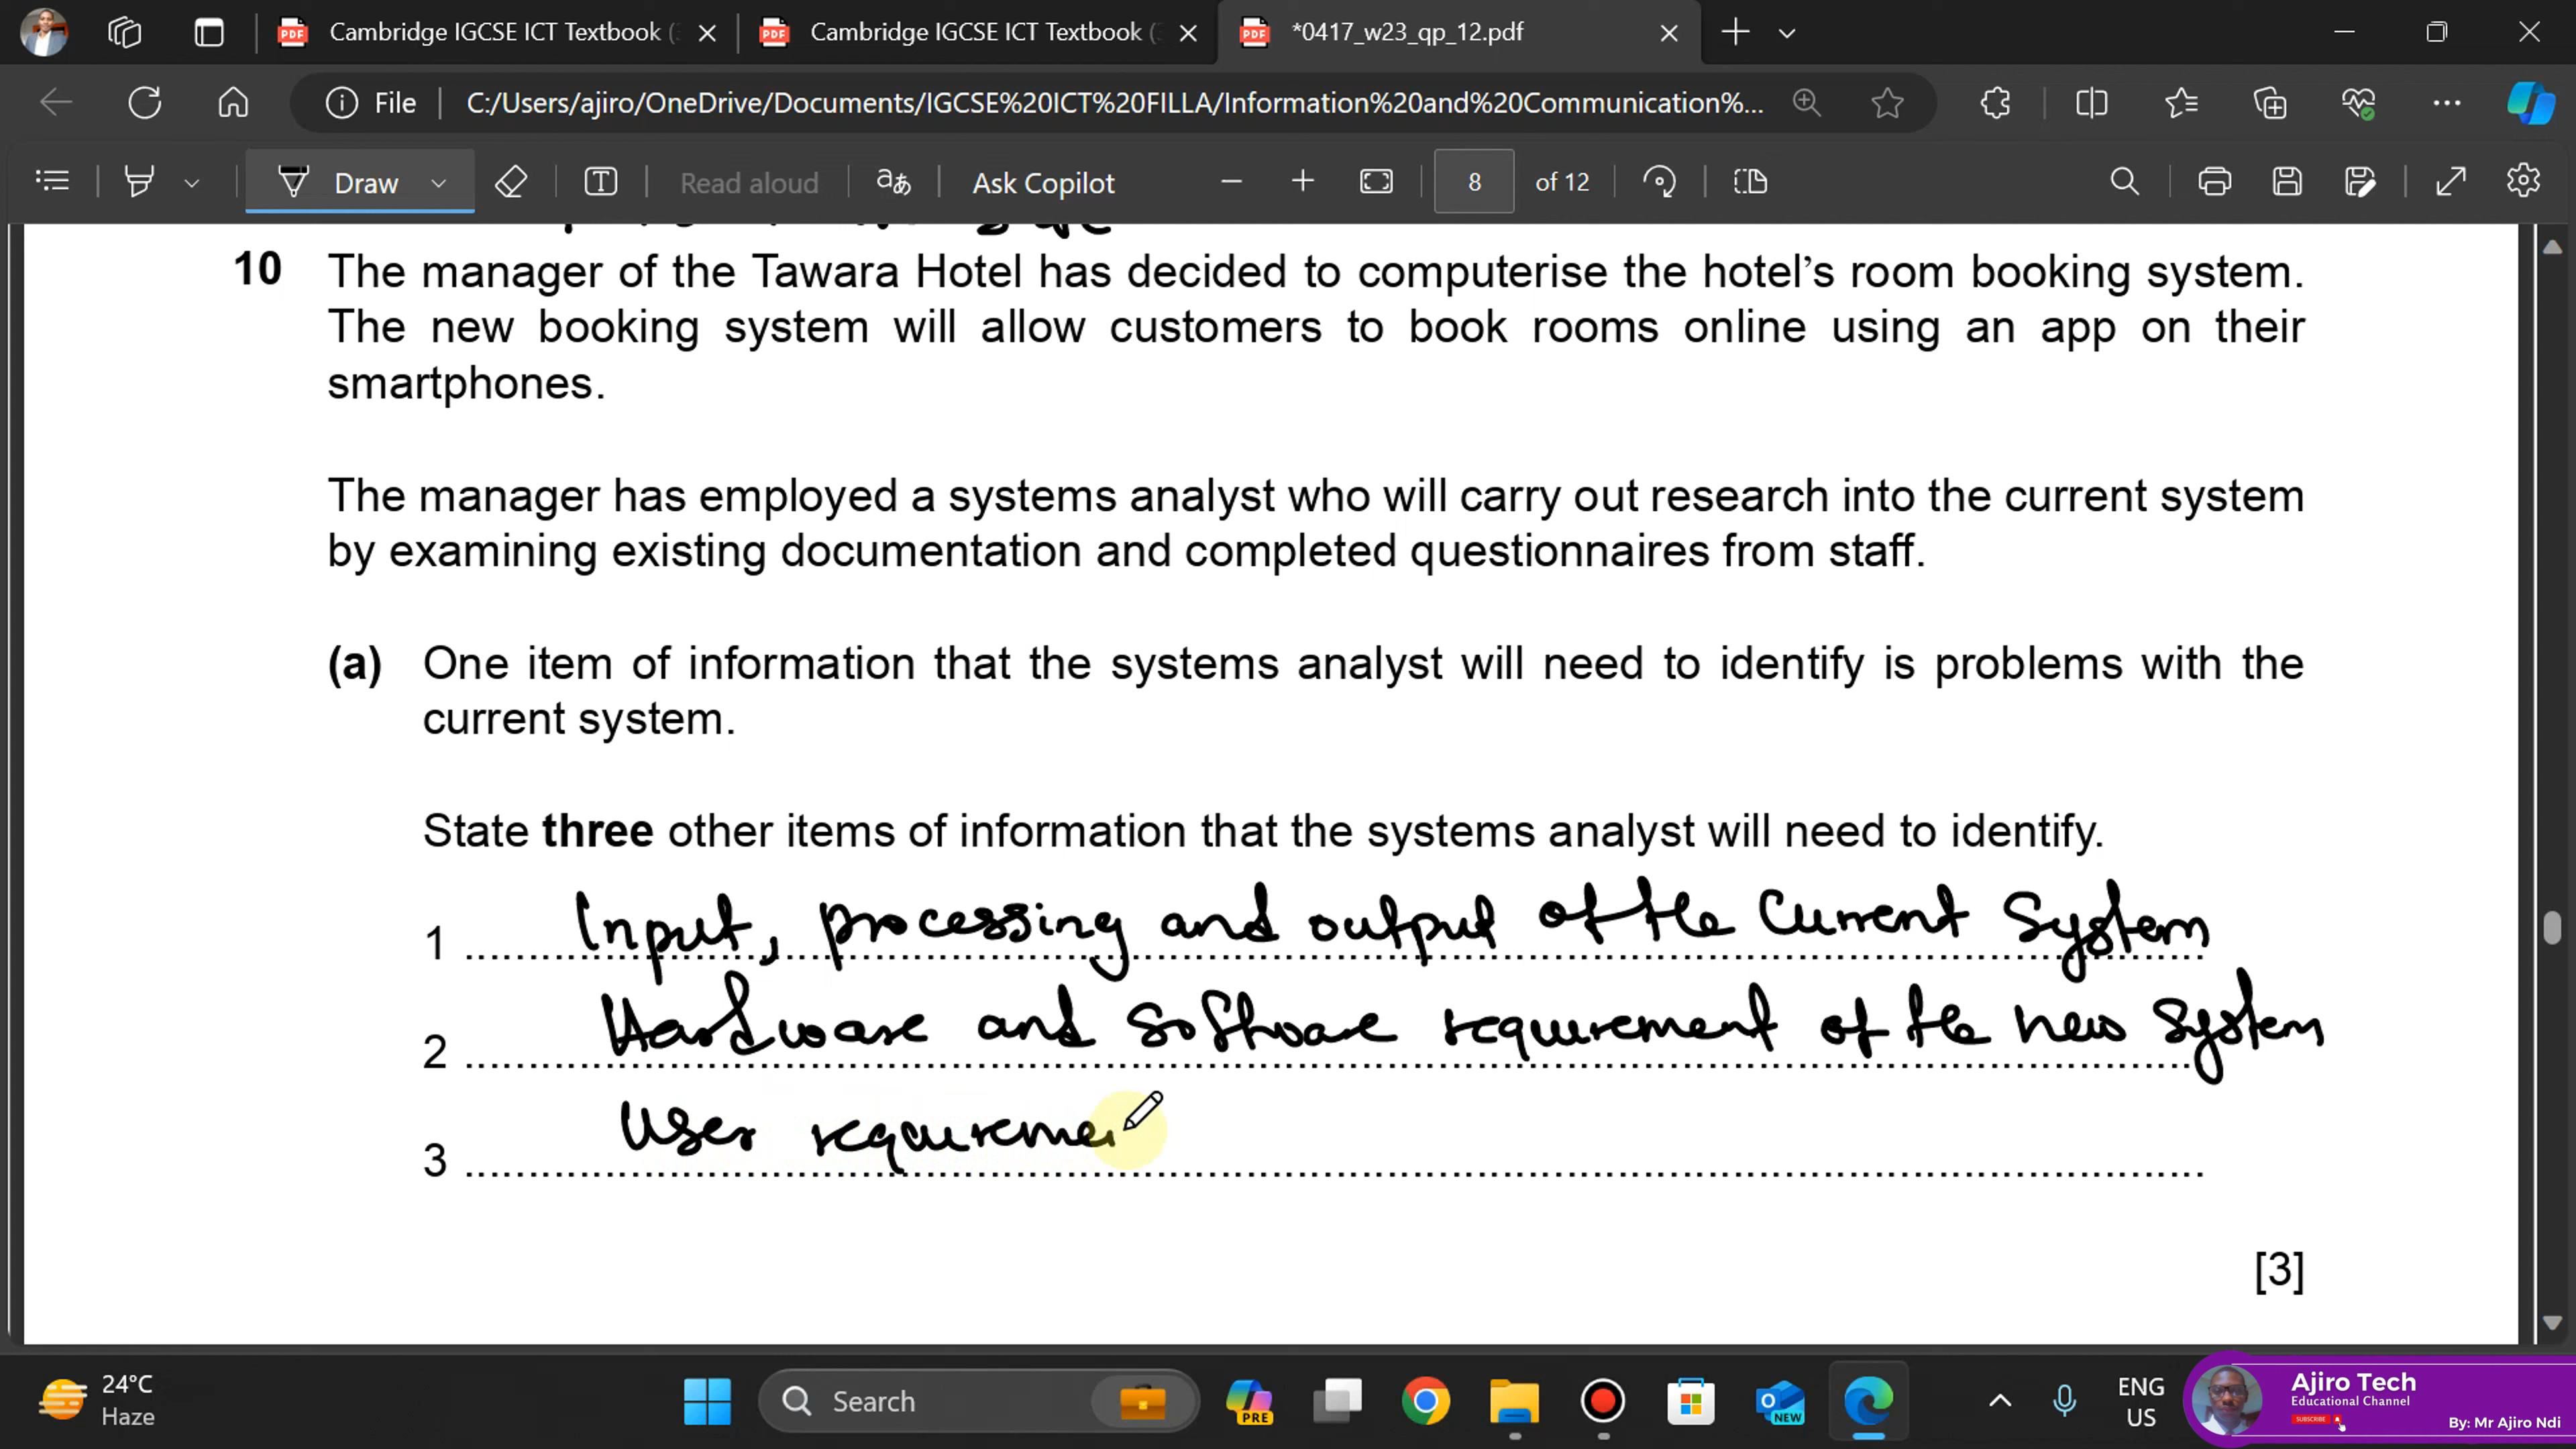 Cambridge IGCSE ICT Textbook (
Cambridge IGCSE ICT Textbook (
*0417_w23_qp_12.pdf
File
C:/Users/ajiro/OneDrive/Documents/IGCSE%20ICT%20FILLA/Information%20and%20Communication%...
Draw
Read aloud
Ask Copilot
8
of 12
10 The manager of the Tawara Hotel has decided to computerise the hotel's room booking system.
The new booking system will allow customers to book rooms online using an app on their
smartphones.
The manager has employed a systems analyst who will carry out research into the current system
by examining existing documentation and completed questionnaires from staff.
(a) One item of information that the systems analyst will need to identify is problems with the
current system.
State three other items of information that the systems analyst will need to identify.
1 Input, processing and output of the Current System
2 Hardware and Software requirement of the new System
3 User requiremen
[3]
24°C
Haze
Search
PRE
NEW
ENG
US
Ajiro Tech
Educational Channel
SUBSCRIBE
By: Mr Ajiro Ndi